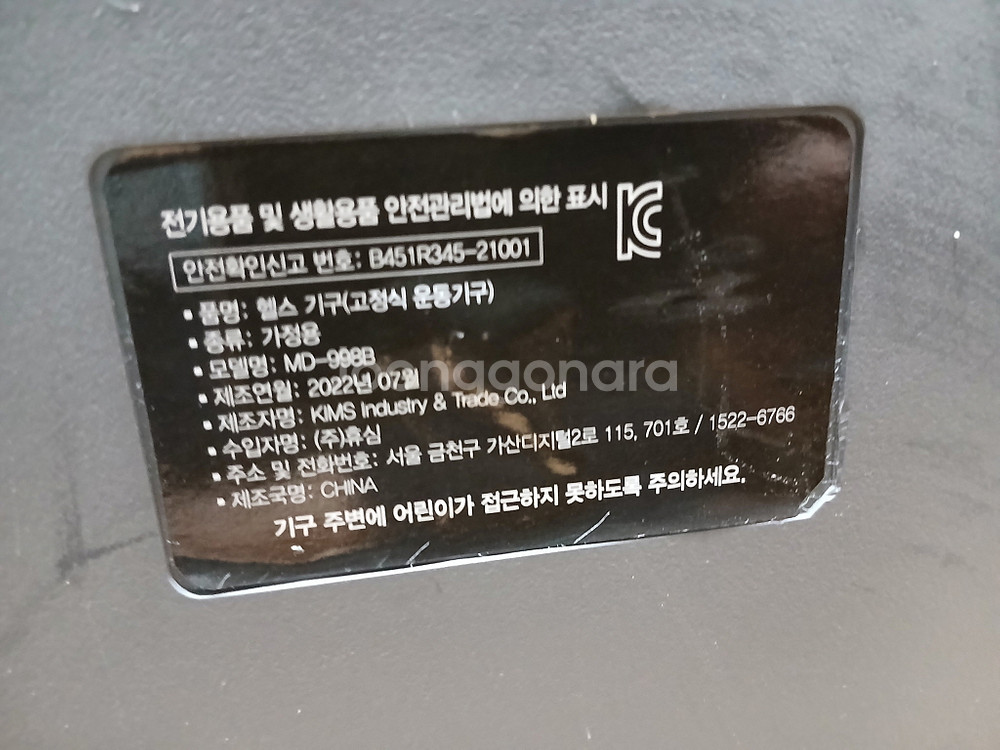 전기용품 및 생활용품 안전관리법에 의한 표시
안전확인신고 번호: B451R345-21001
▪ 품명: 헬스 기구(고정식 운동기구)
▪ 종류: 가정용
▪ 모델명: MD-998B
▪ 제조연월: 2022년 07월
▪ 제조자명: KIMS Industry & Trade Co., Ltd
▪ 수입자명: (주)휴심
▪ 주소 및 전화번호: 서울 금천구 가산디지털2로 115, 701호 / 1522-6766
▪ 제조국명: CHINA
기구 주변에 어린이가 접근하지 못하도록 주의하세요.
joonggonara